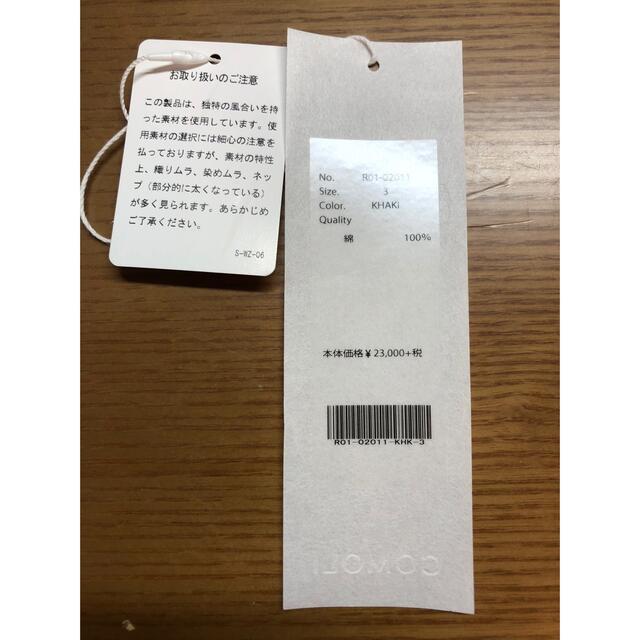 お取り扱いのご注意
この製品は、独特の風合いを持
った素材を使用しています。使
用素材の選択には細心の注意を
払っておりますが、素材の特性
上、織りムラ、染めムラ、ネッ
プ（部分的に太くなっている）
が多く見られます。あらかじめ
ご了承ください。
S-WZ-06
No. R01-02011
Size. 3
Color. KHAKI
Quality
綿 100%
本体価格¥23,000+税
R01-02011-KHK-3
COMOLI